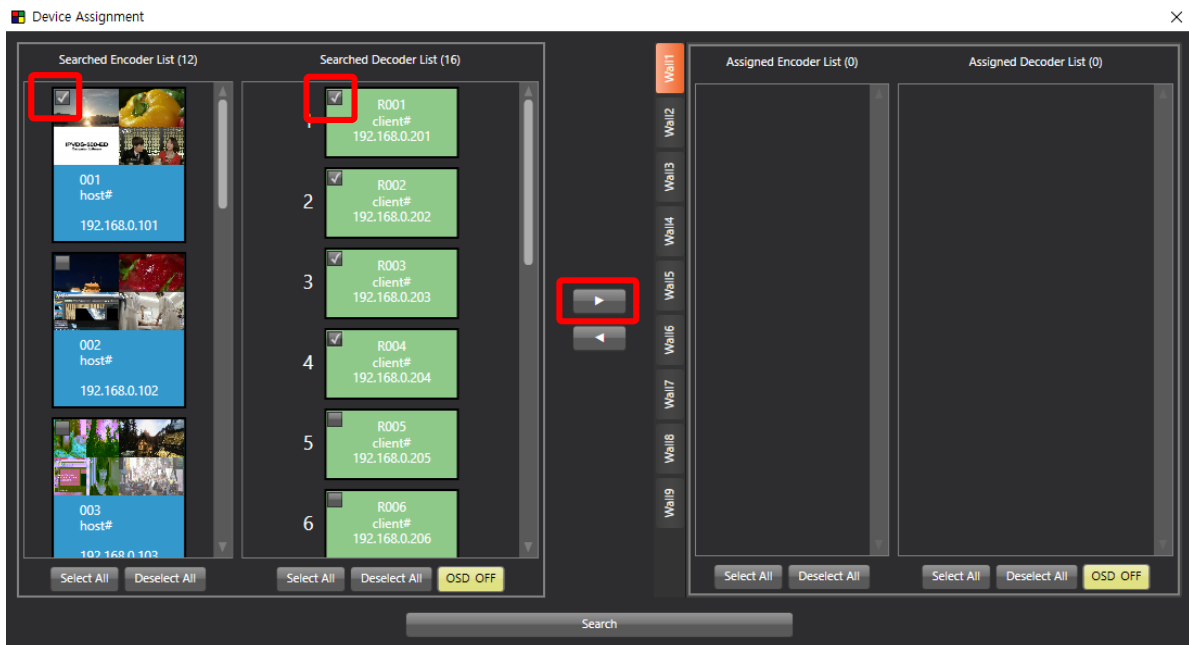 Device Assignment
Searched Encoder List (12)
001
host#
192.168.0.101
002
host#
192.168.0.102
003
host#
192.168.0.103
Select All
Deselect All
Searched Decoder List (16)
1
R001
client#
192.168.0.201
2
R002
client#
192.168.0.202
3
R003
client#
192.168.0.203
4
R004
client#
192.168.0.204
5
R005
client#
192.168.0.205
6
R006
client#
192.168.0.206
Select All
Deselect All
OSD OFF
Wall1
Wall2
Wall3
Wall4
Wall5
Wall6
Wall7
Wall8
Wall9
Assigned Encoder List (0)
Select All
Deselect All
Assigned Decoder List (0)
Select All
Deselect All
OSD OFF
Search